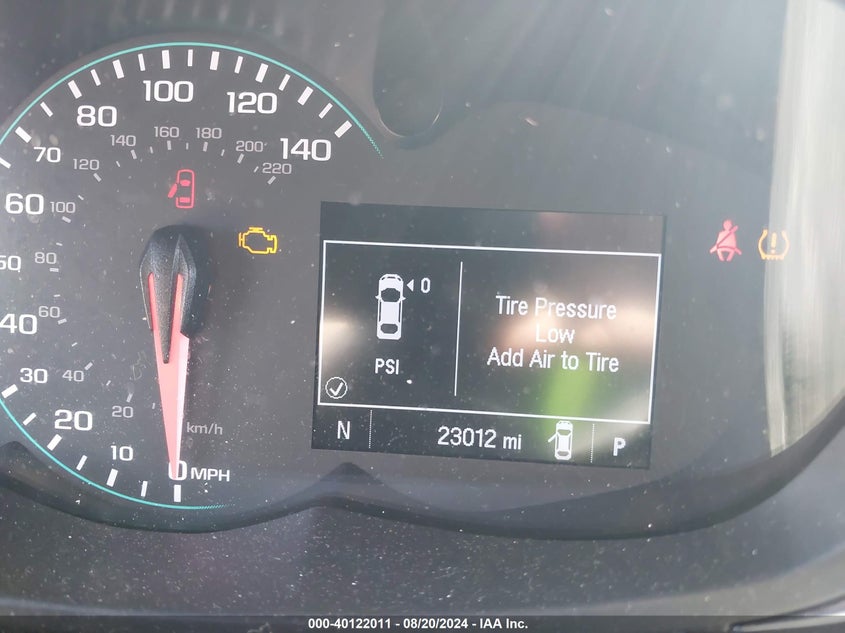 100
80
120
140
70
60
50
40
30
20
10
0 MPH
160
180
140
200
120
220
100
80
60
40
20
km/h
0
PSI
Tire Pressure
Low
Add Air to Tire
N
23012 mi
P
000-40122011 - 08/20/2024 - IAA Inc.